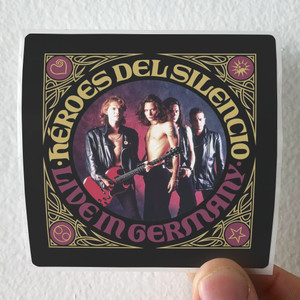 ·HÉROES DEL SILENCIO·
LIVE IN GERMANY